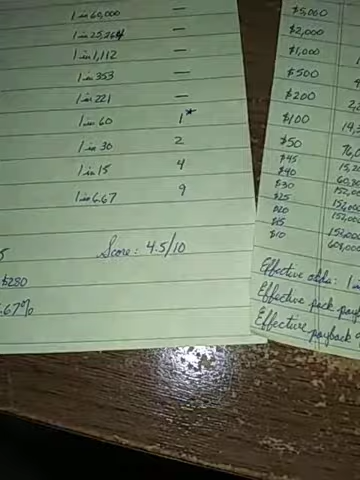 1 in 60,000 —
1 in 25,264 —
1 in 1,112 —
1 in 353 —
1 in 221 —
1 in 60 1*
1 in 30 2
1 in 15 4
1 in 6.67 9
Score: 4.5/10
$280
.67%
$5,000
$2,000
$1,000
$500
$200
$100
$50
$45
$40
$30
$25
$20
$15
$10
Effective odds: 1 in
Effective pack pay
Effective payback